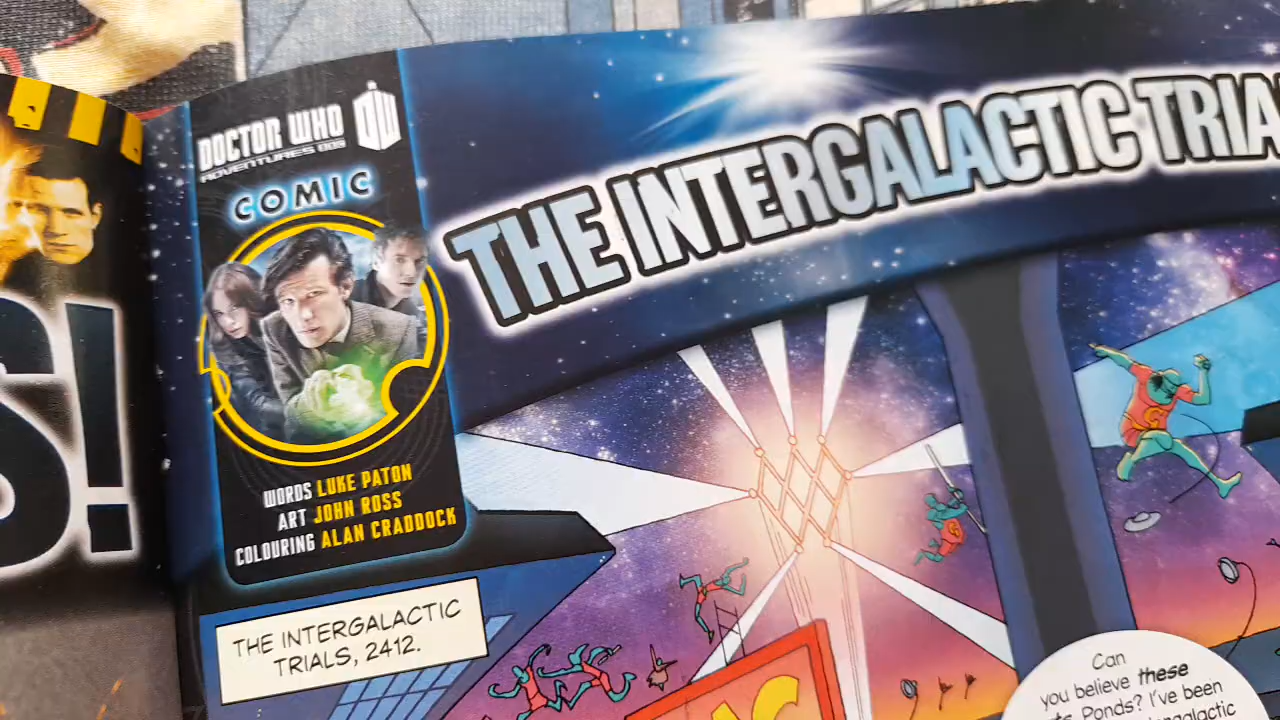 DOCTOR WHO DW
ADVENTURES
COMIC
THE INTERGALACTIC TRIA
WORDS LUKE PATON
ART JOHN ROSS
COLOURING ALAN CRADDOCK
THE INTERGALACTIC
TRIALS, 2412.
S!
Can
you believe these
Ponds? I've been